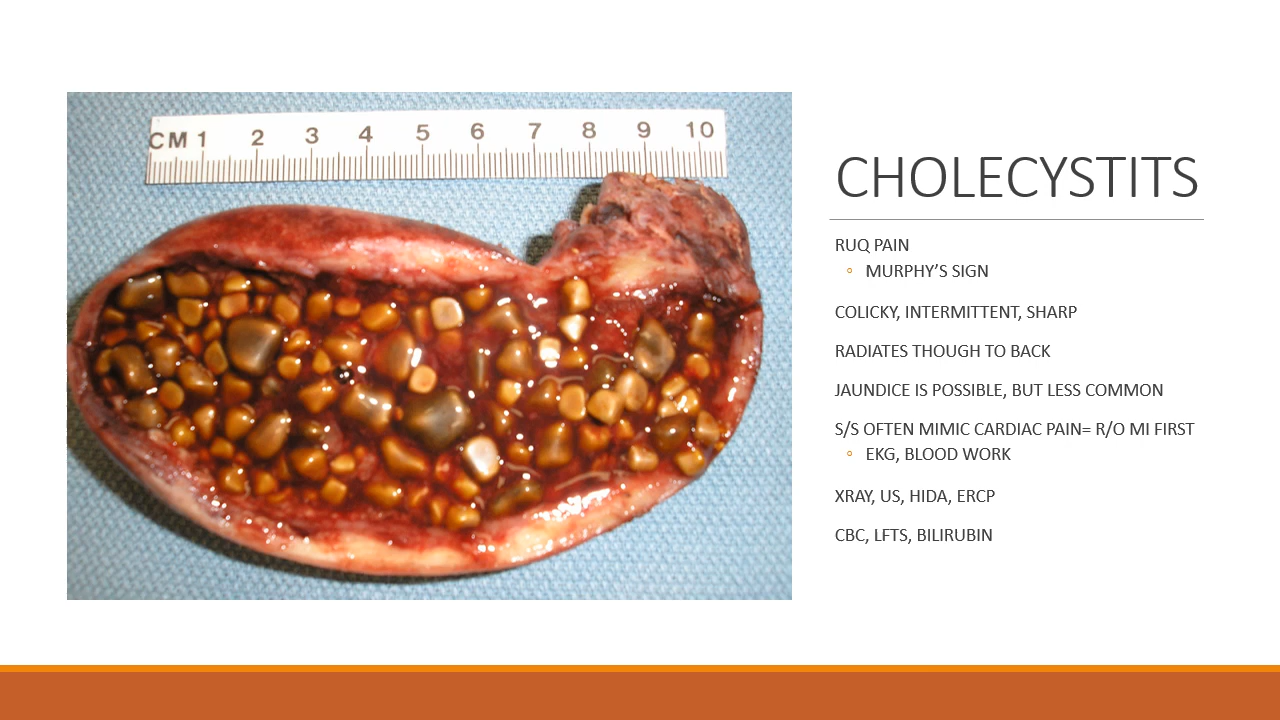 CM 1 2 3 4 5 6 7 8 9 10
CHOLECYSTITS
RUQ PAIN
MURPHY’S SIGN
COLICKY, INTERMITTENT, SHARP
RADIATES THOUGH TO BACK
JAUNDICE IS POSSIBLE, BUT LESS COMMON
S/S OFTEN MIMIC CARDIAC PAIN= R/O MI FIRST
EKG, BLOOD WORK
XRAY, US, HIDA, ERCP
CBC, LFTS, BILIRUBIN